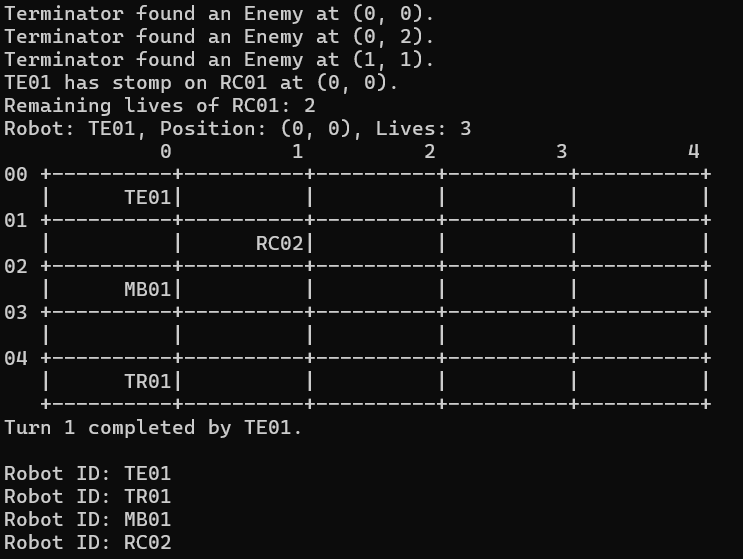 Terminator found an Enemy at (0, 0).
Terminator found an Enemy at (0, 2).
Terminator found an Enemy at (1, 1).
TE01 has stomp on RC01 at (0, 0).
Remaining lives of RC01: 2
Robot: TE01, Position: (0, 0), Lives: 3
             0          1          2          3          4
00 +----------+----------+----------+----------+----------+
   |      TE01|          |          |          |          |
01 +----------+----------+----------+----------+----------+
   |          |      RC02|          |          |          |
02 +----------+----------+----------+----------+----------+
   |      MB01|          |          |          |          |
03 +----------+----------+----------+----------+----------+
   |          |          |          |          |          |
04 +----------+----------+----------+----------+----------+
   |      TR01|          |          |          |          |
   +----------+----------+----------+----------+----------+
Turn 1 completed by TE01.
Robot ID: TE01
Robot ID: TR01
Robot ID: MB01
Robot ID: RC02